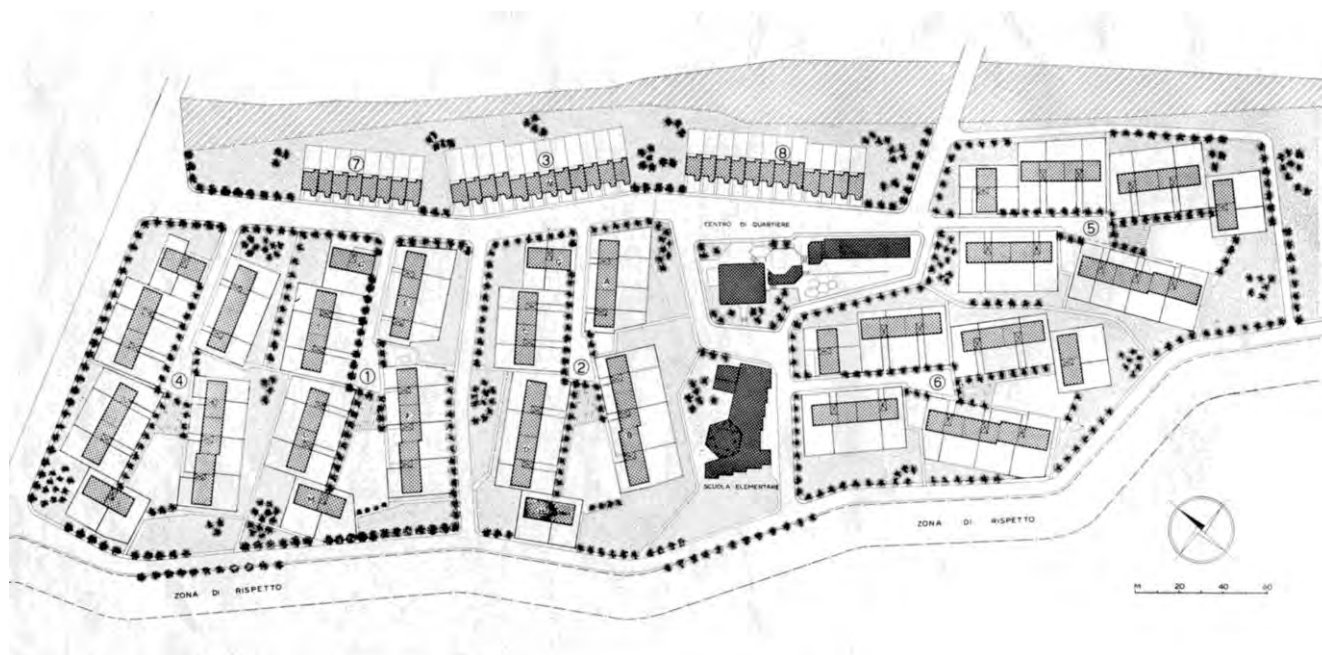 ⑦
③
⑧
CENTRO DI QUARTIERE
⑤
④
①
②
⑥
A
SCUOLA ELEMENTARE
ZONA DI RISPETTO
ZONA DI RISPETTO
M 20 40 60